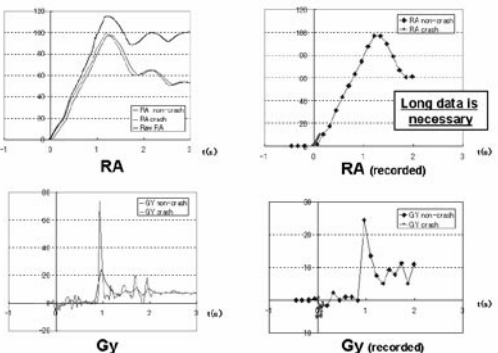 120
100
80
60
40
20
0
-1 0 1 2 3
RA non-crash
RA crash
Raw RA
t(s)
RA
120
100
80
60
40
20
0
-1 0 1 2 3
RA non-crash
RA crash
Long data is
necessary
t(s)
RA (recorded)
80
60
40
20
0
-20
-1 0 1 2 3
GY non-crash
GY crash
t(s)
Gy
30
20
10
0
10
-1 0 1 2 3
GY non-crash
GY crash
t(s)
Gy (recorded)